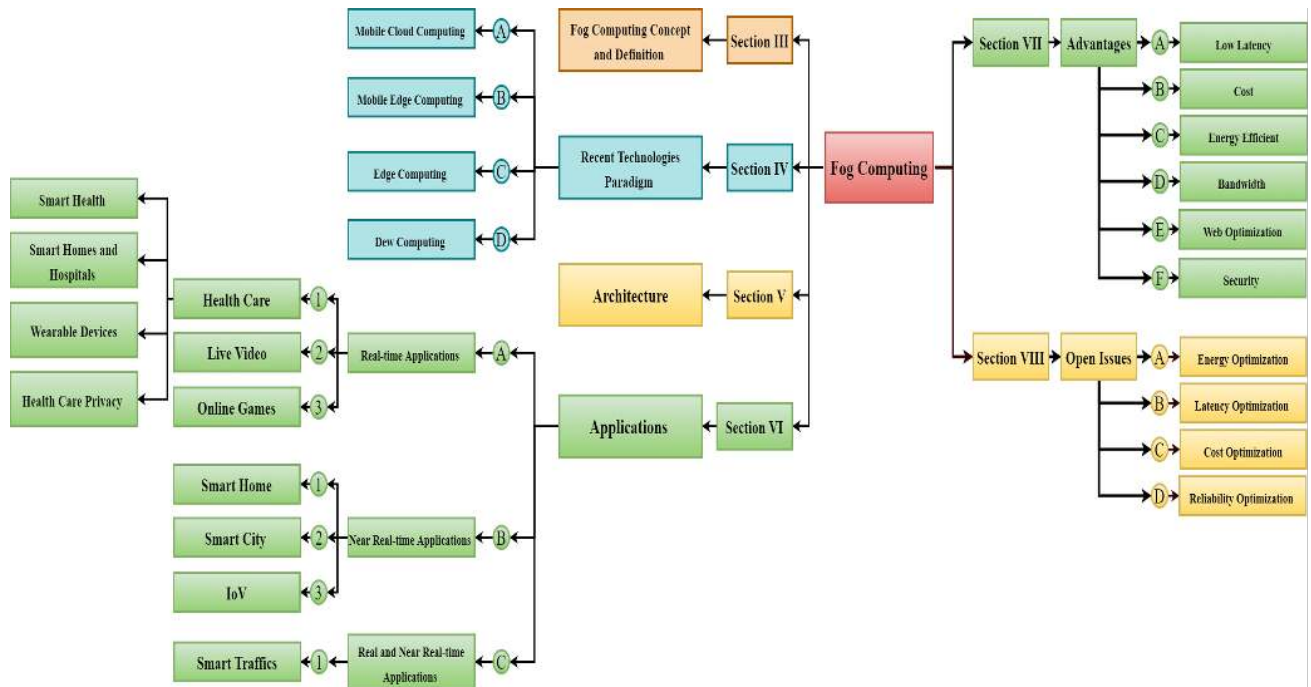 Fog Computing
Section III
Fog Computing Concept
and Definition
Section IV
Recent Technologies
Paradigm
A
Mobile Cloud Computing
B
Mobile Edge Computing
C
Edge Computing
D
Dew Computing
Section V
Architecture
Section VI
Applications
A
Real-time Applications
1
Health Care
Smart Health
Smart Homes and
Hospitals
Wearable Devices
Health Care Privacy
2
Live Video
3
Online Games
B
Near Real-time Applications
1
Smart Home
2
Smart City
3
IoV
C
Real and Near Real-time
Applications
1
Smart Traffics
Section VII
Advantages
A
Low Latency
B
Cost
C
Energy Efficient
D
Bandwidth
E
Web Optimization
F
Security
Section VIII
Open Issues
A
Energy Optimization
B
Latency Optimization
C
Cost Optimization
D
Reliability Optimization